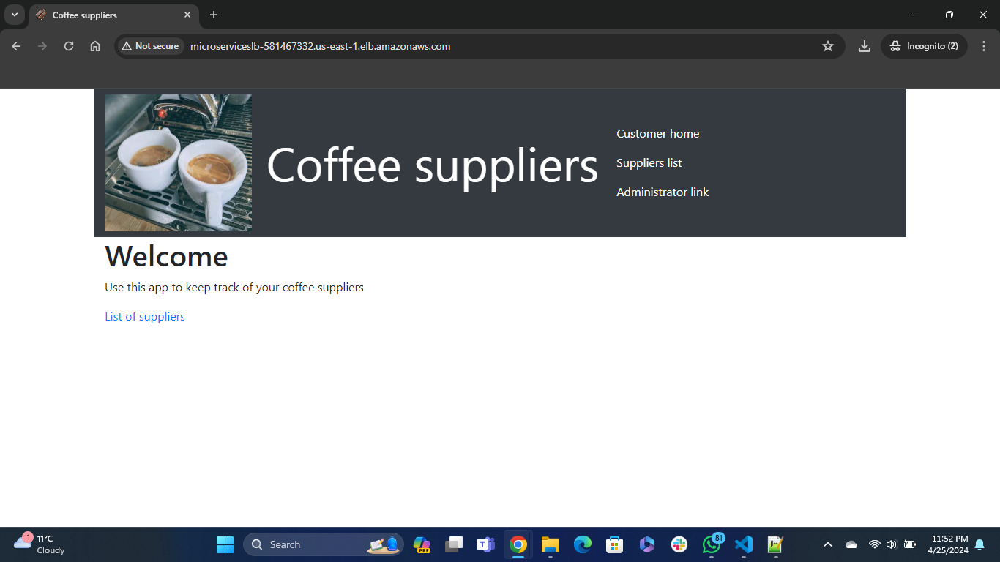 Coffee suppliers
Not secure
microserviceslb-581467332.us-east-1.elb.amazonaws.com
Incognito (2)
Coffee suppliers
Customer home
Suppliers list
Administrator link
Welcome
Use this app to keep track of your coffee suppliers
List of suppliers
1
11°C
Cloudy
Search
PRE
81
11:52 PM
4/25/2024